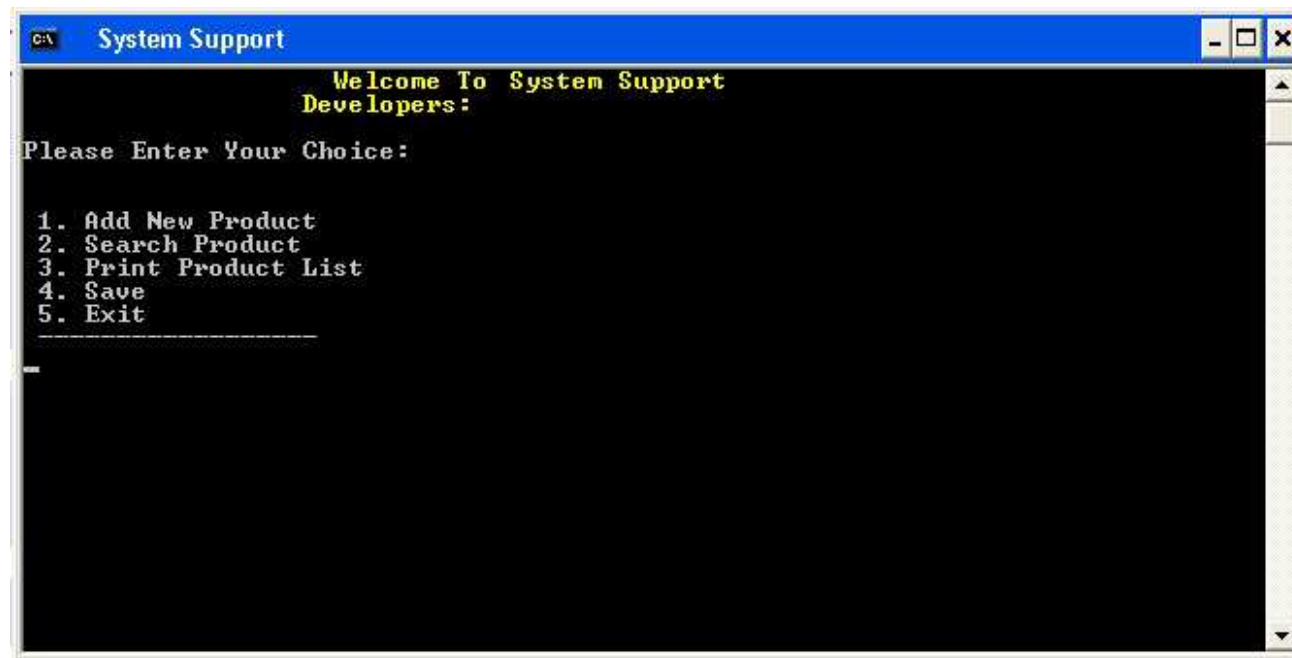 C:\ System Support
Welcome To System Support
Developers:
Please Enter Your Choice:
1. Add New Product
2. Search Product
3. Print Product List
4. Save
5. Exit
------------------